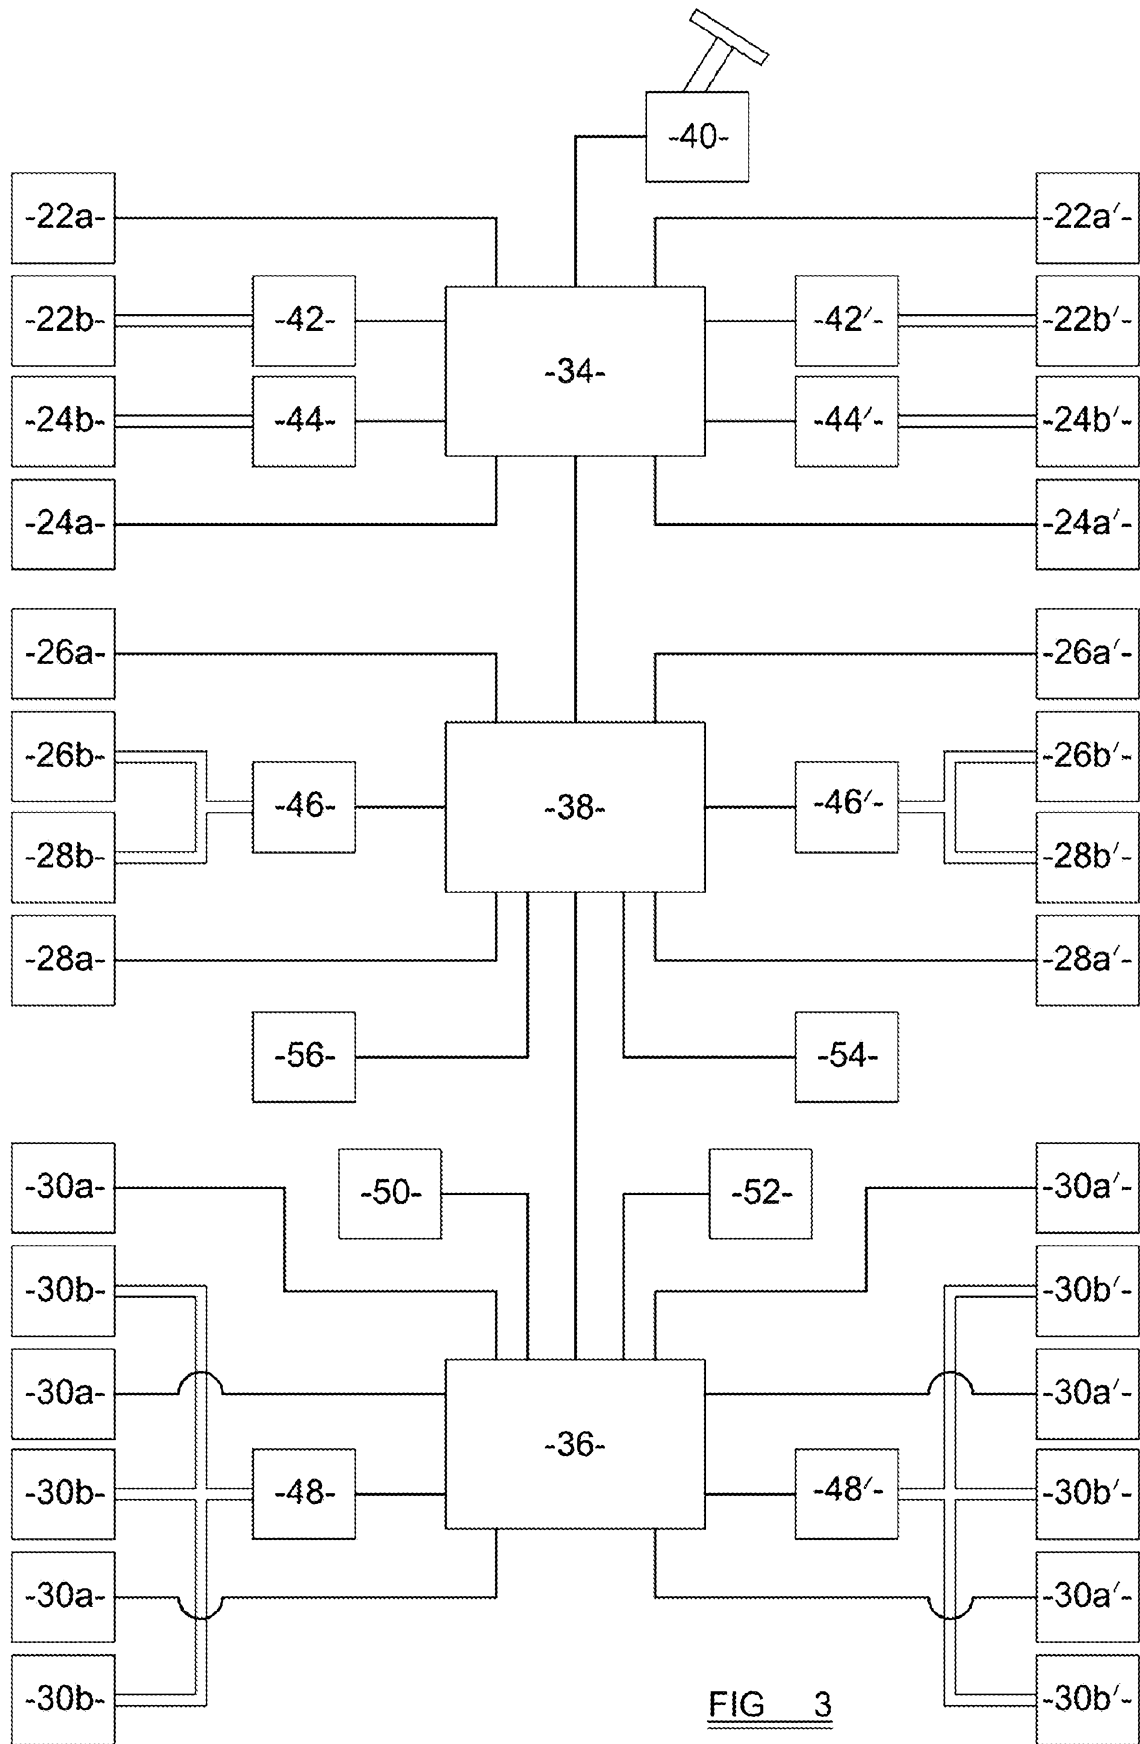 -40-
-22a- -22a′-
-22b- -42- -42′- -22b′-
-34-
-24b- -44- -44′- -24b′-
-24a- -24a′-
-26a- -26a′-
-26b- -26b′-
-46- -38- -46′-
-28b- -28b′-
-28a- -28a′-
-56- -54-
-30a- -50- -52- -30a′-
-30b- -30b′-
-30a- -30a′-
-36-
-30b- -48- -48′- -30b′-
-30a- -30a′-
-30b- -30b′-
FIG 3